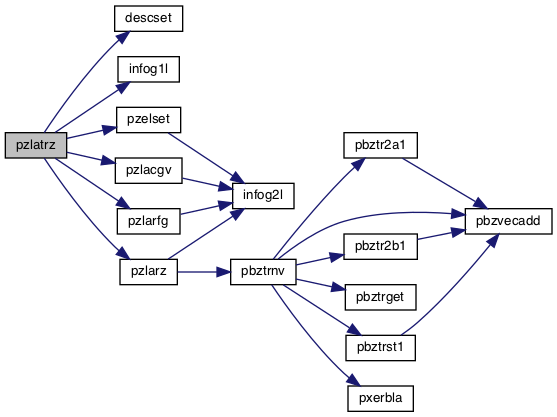 descset
infog1l
pzlatrz
pzelset
pzlacgv
pzlarfg
pzlarz
infog2l
pbztrnv
pbztr2a1
pbztr2b1
pbztrget
pbztrst1
pxerbla
pbzvecadd